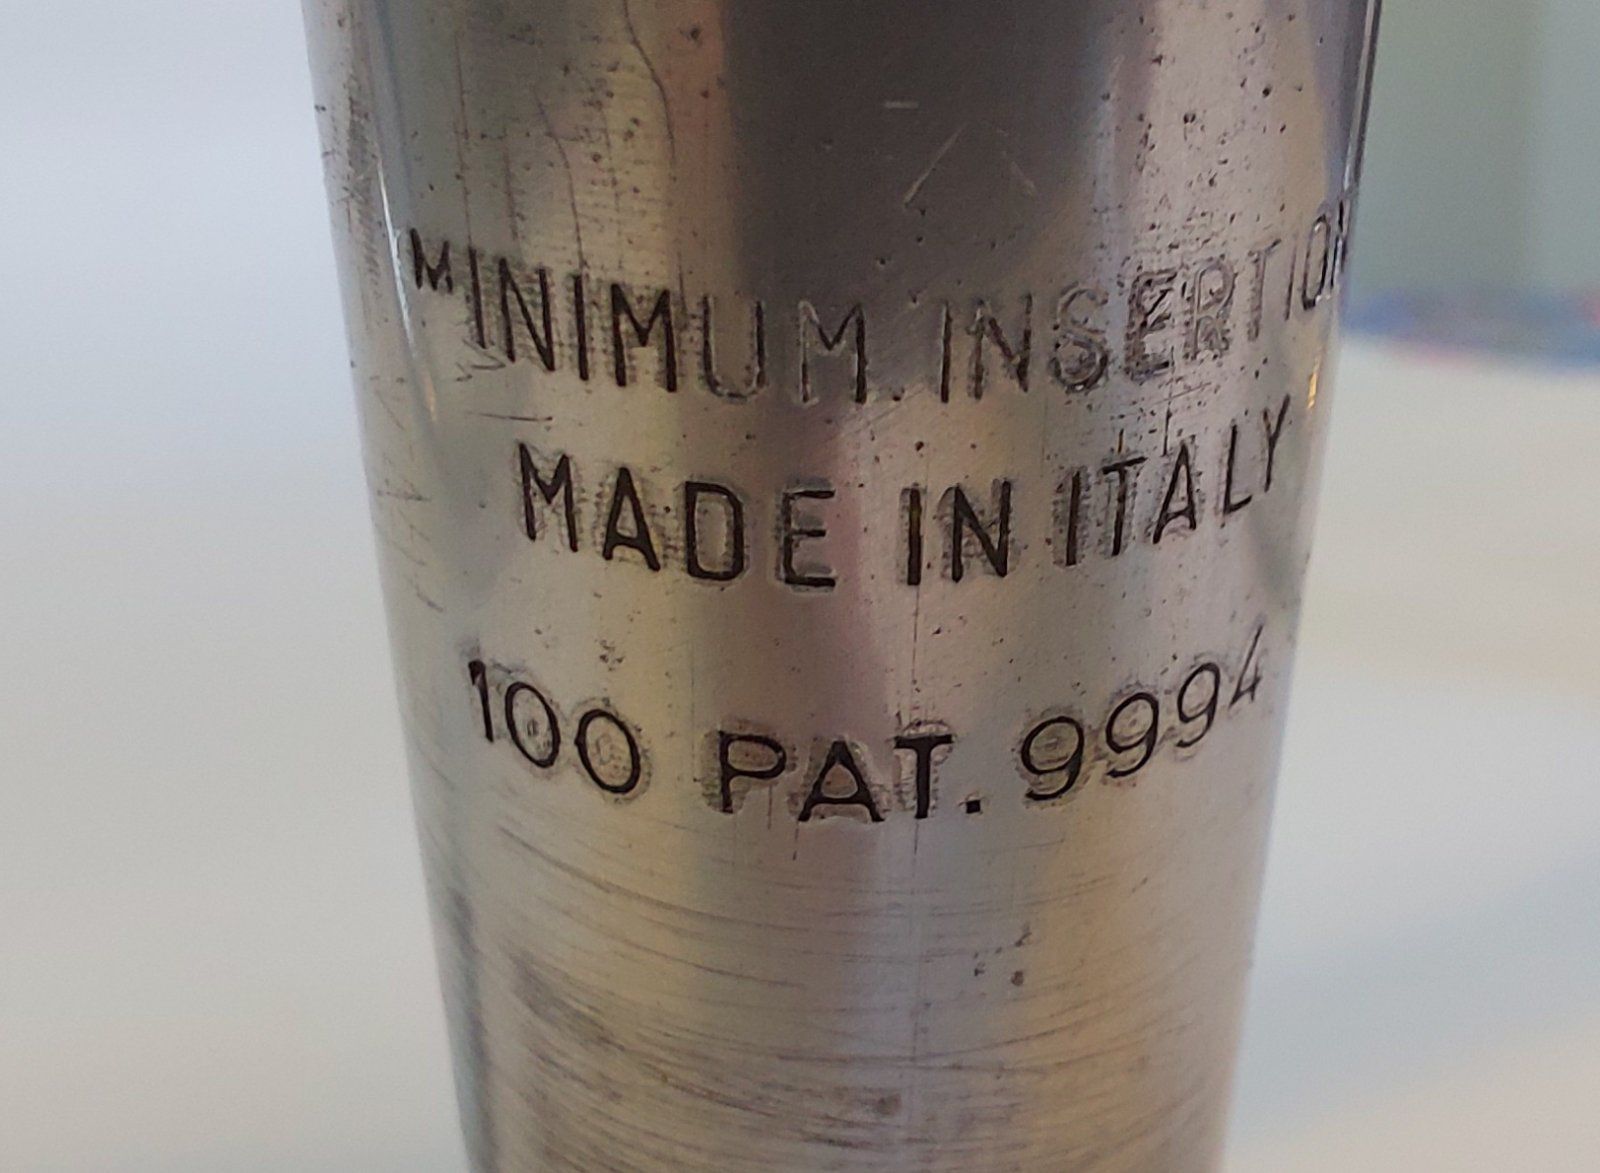 MINIMUM.INSERTION
MADE IN ITALY
100 PAT. 9994